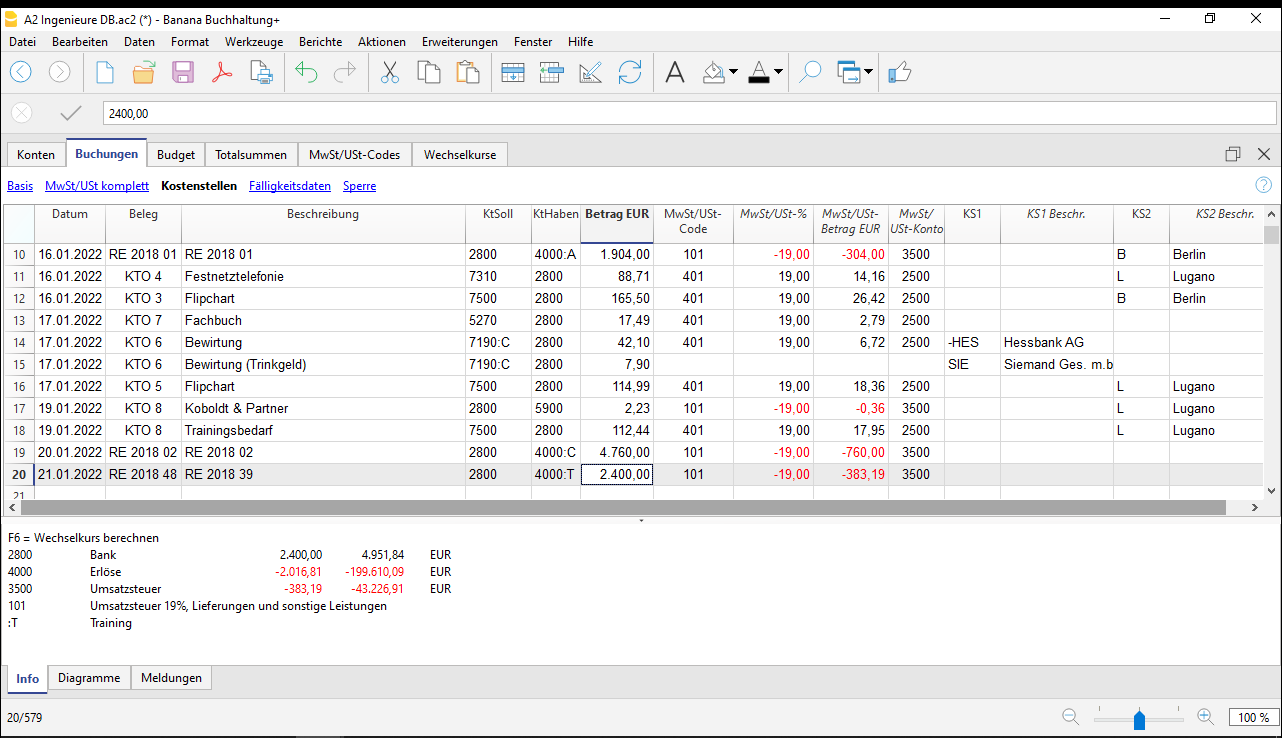 A2 Ingenieure DB.ac2 (*) - Banana Buchhaltung+
Datei Bearbeiten Daten Format Werkzeuge Berichte Aktionen Erweiterungen Fenster Hilfe
2400,00
Konten Buchungen Budget Totalsummen MwSt/USt-Codes Wechselkurse
Basis MwSt/USt komplett Kostenstellen Fälligkeitsdaten Sperre
Datum Beleg Beschreibung KtSoll KtHaben Betrag EUR MwSt/USt-Code MwSt/USt-% MwSt/USt-Betrag EUR MwSt/USt-Konto KS1 KS1 Beschr. KS2 KS2 Beschr.
10 16.01.2022 RE 2018 01 RE 2018 01 2800 4000:A 1.904,00 101 -19,00 -304,00 3500 B Berlin
11 16.01.2022 KTO 4 Festnetztelefonie 7310 2800 88,71 401 19,00 14,16 2500 L Lugano
12 16.01.2022 KTO 3 Flipchart 7500 2800 165,50 401 19,00 26,42 2500 B Berlin
13 17.01.2022 KTO 7 Fachbuch 5270 2800 17,49 401 19,00 2,79 2500
14 17.01.2022 KTO 6 Bewirtung 7190:C 2800 42,10 401 19,00 6,72 2500 -HES Hessbank AG
15 17.01.2022 KTO 6 Bewirtung (Trinkgeld) 7190:C 2800 7,90 SIE Siemand Ges. m.b
16 17.01.2022 KTO 5 Flipchart 7500 2800 114,99 401 19,00 18,36 2500 L Lugano
17 19.01.2022 KTO 8 Koboldt & Partner 2800 5900 2,23 101 -19,00 -0,36 3500 L Lugano
18 19.01.2022 KTO 8 Trainingsbedarf 7500 2800 112,44 401 19,00 17,95 2500 L Lugano
19 20.01.2022 RE 2018 02 RE 2018 02 2800 4000:C 4.760,00 101 -19,00 -760,00 3500
20 21.01.2022 RE 2018 48 RE 2018 39 2800 4000:T 2.400,00 101 -19,00 -383,19 3500
21
F6 = Wechselkurs berechnen
2800 Bank 2.400,00 4.951,84 EUR
4000 Erlöse -2.016,81 -199.610,09 EUR
3500 Umsatzsteuer -383,19 -43.226,91 EUR
101 Umsatzsteuer 19%, Lieferungen und sonstige Leistungen
:T Training
Info Diagramme Meldungen
20/579 100 %